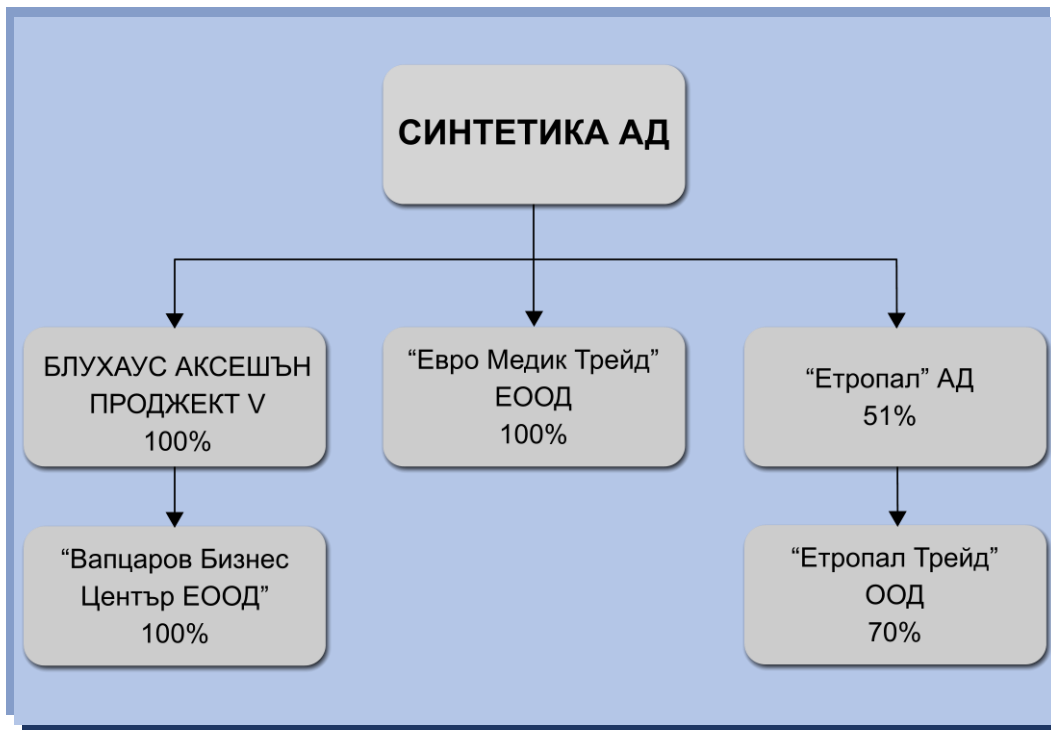 СИНТЕТИКА АД
БЛУХАУС АКСЕШЪН
ПРОДЖЕКТ V
100%
“Евро Медик Трейд”
ЕООД
100%
“Етропал” АД
51%
“Вапцаров Бизнес
Център ЕООД”
100%
“Етропал Трейд”
ООД
70%